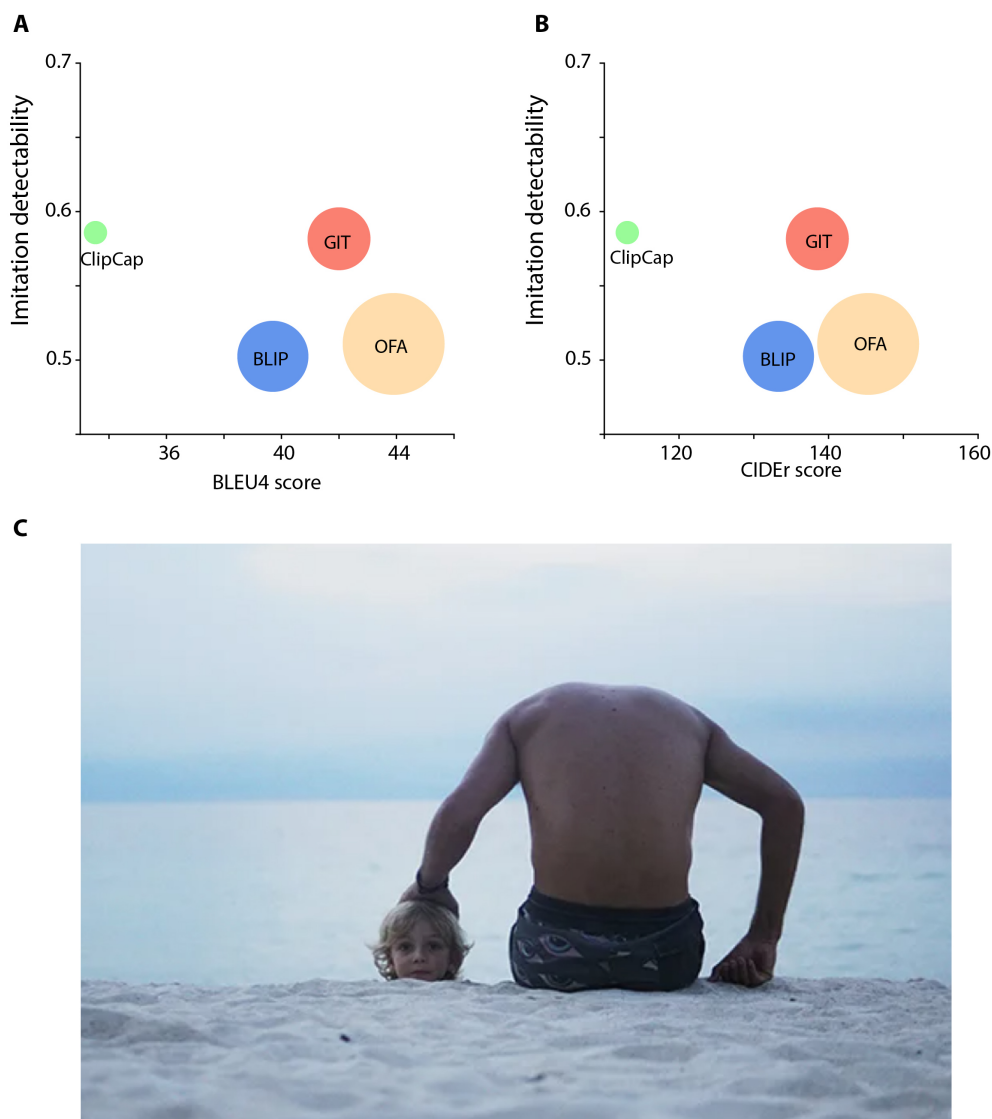 A
0.7
0.6
0.5
Imitation detectability
ClipCap
GIT
BLIP
OFA
36 40 44
BLEU4 score
B
0.7
0.6
0.5
Imitation detectability
ClipCap
GIT
BLIP
OFA
120 140 160
CIDEr score
C